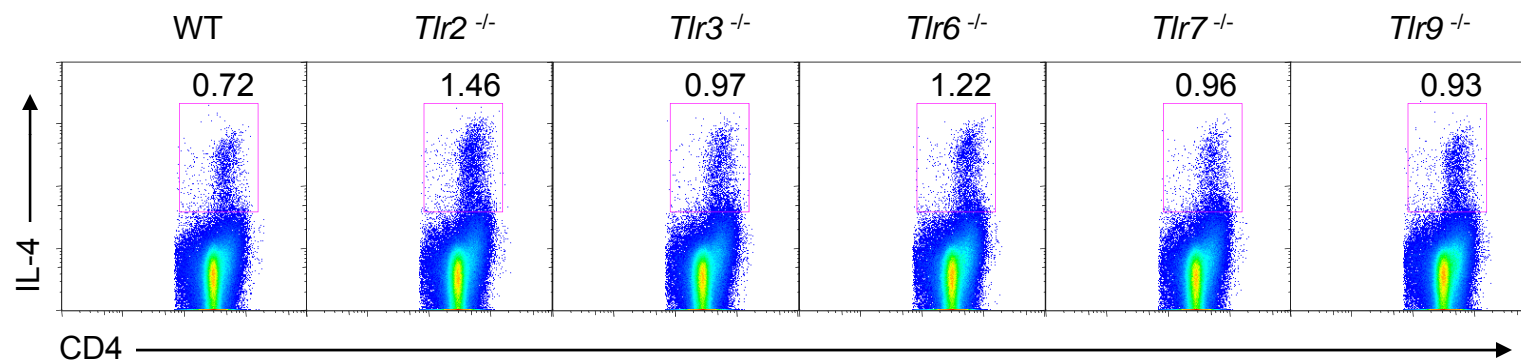 WT Tlr2 -/- Tlr3 -/- Tlr6 -/- Tlr7 -/- Tlr9 -/-
0.72 1.46 0.97 1.22 0.96 0.93
IL-4
CD4